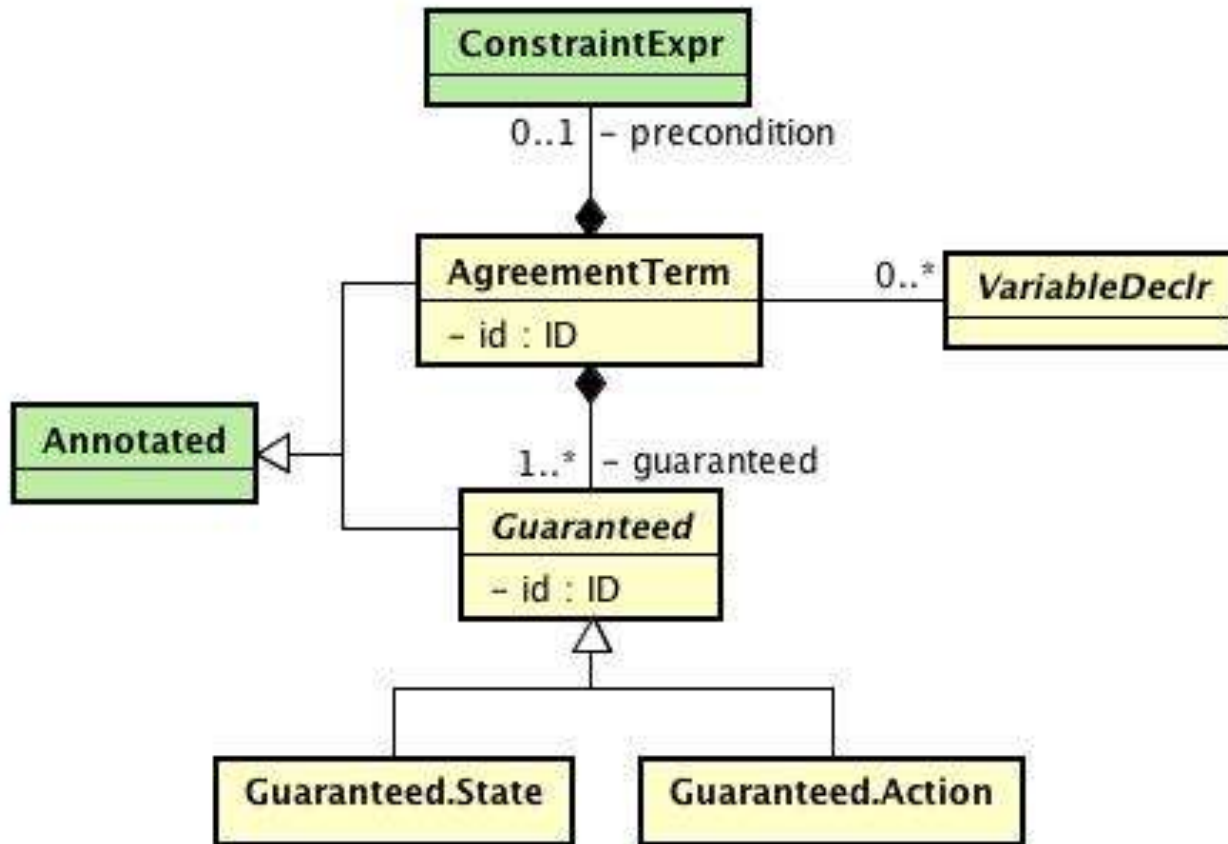 ConstraintExpr
0..1 – precondition
AgreementTerm
– id : ID
0..*
VariableDeclr
Annotated
1..* – guaranteed
Guaranteed
– id : ID
Guaranteed.State
Guaranteed.Action